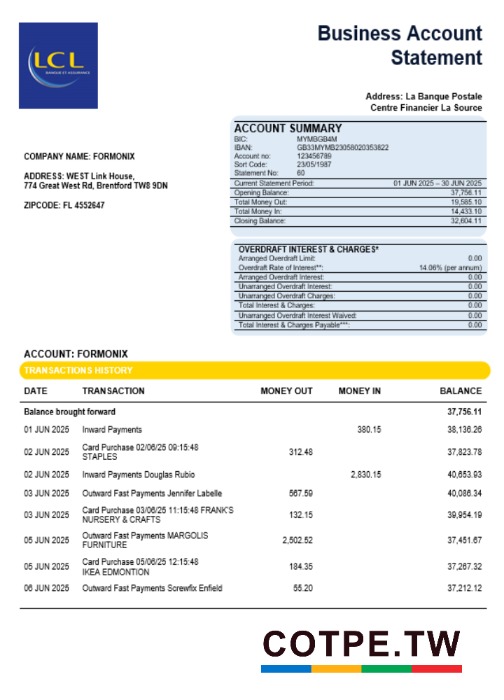 LCL
BANQUE ET ASSURANCE
Business Account
Statement
Address: La Banque Postale
Centre Financier La Source
COMPANY NAME: FORMONIX
ADDRESS: WEST Link House,
774 Great West Rd, Brentford TW8 9DN
ZIPCODE: FL 4552647
ACCOUNT SUMMARY
BIC: MYMBGB4M
IBAN: GB33MYMB23058020353822
Account no: 123456789
Sort Code: 23/05/1987
Statement No: 60
Current Statement Period: 01 JUN 2025 – 30 JUN 2025
Opening Balance: 37,756.11
Total Money Out: 19,585.10
Total Money In: 14,433.10
Closing Balance: 32,604.11
OVERDRAFT INTEREST & CHARGES*
Arranged Overdraft Limit: 0.00
Overdraft Rate of Interest**: 14.06% (per annum)
Arranged Overdraft Interest: 0.00
Unarranged Overdraft Interest: 0.00
Unarranged Overdraft Charges: 0.00
Total Interest & Charges: 0.00
Unarranged Overdraft Interest Waived: 0.00
Total Interest & Charges Payable***: 0.00
ACCOUNT: FORMONIX
TRANSACTIONS HISTORY
DATE TRANSACTION MONEY OUT MONEY IN BALANCE
Balance brought forward 37,756.11
01 JUN 2025 Inward Payments 380.15 38,136.26
02 JUN 2025 Card Purchase 02/06/25 09:15:48 312.48 37,823.78
STAPLES
02 JUN 2025 Inward Payments Douglas Rubio 2,830.15 40,653.93
03 JUN 2025 Outward Fast Payments Jennifer Labelle 567.59 40,086.34
03 JUN 2025 Card Purchase 03/06/25 11:15:48 FRANK'S 132.15 39,954.19
NURSERY & CRAFTS
05 JUN 2025 Outward Fast Payments MARGOLIS 2,502.52 37,451.67
FURNITURE
05 JUN 2025 Card Purchase 05/06/25 12:15:48 184.35 37,267.32
IKEA EDMONTION
06 JUN 2025 Outward Fast Payments Screwfix Enfield 55.20 37,212.12
COTPE.TW